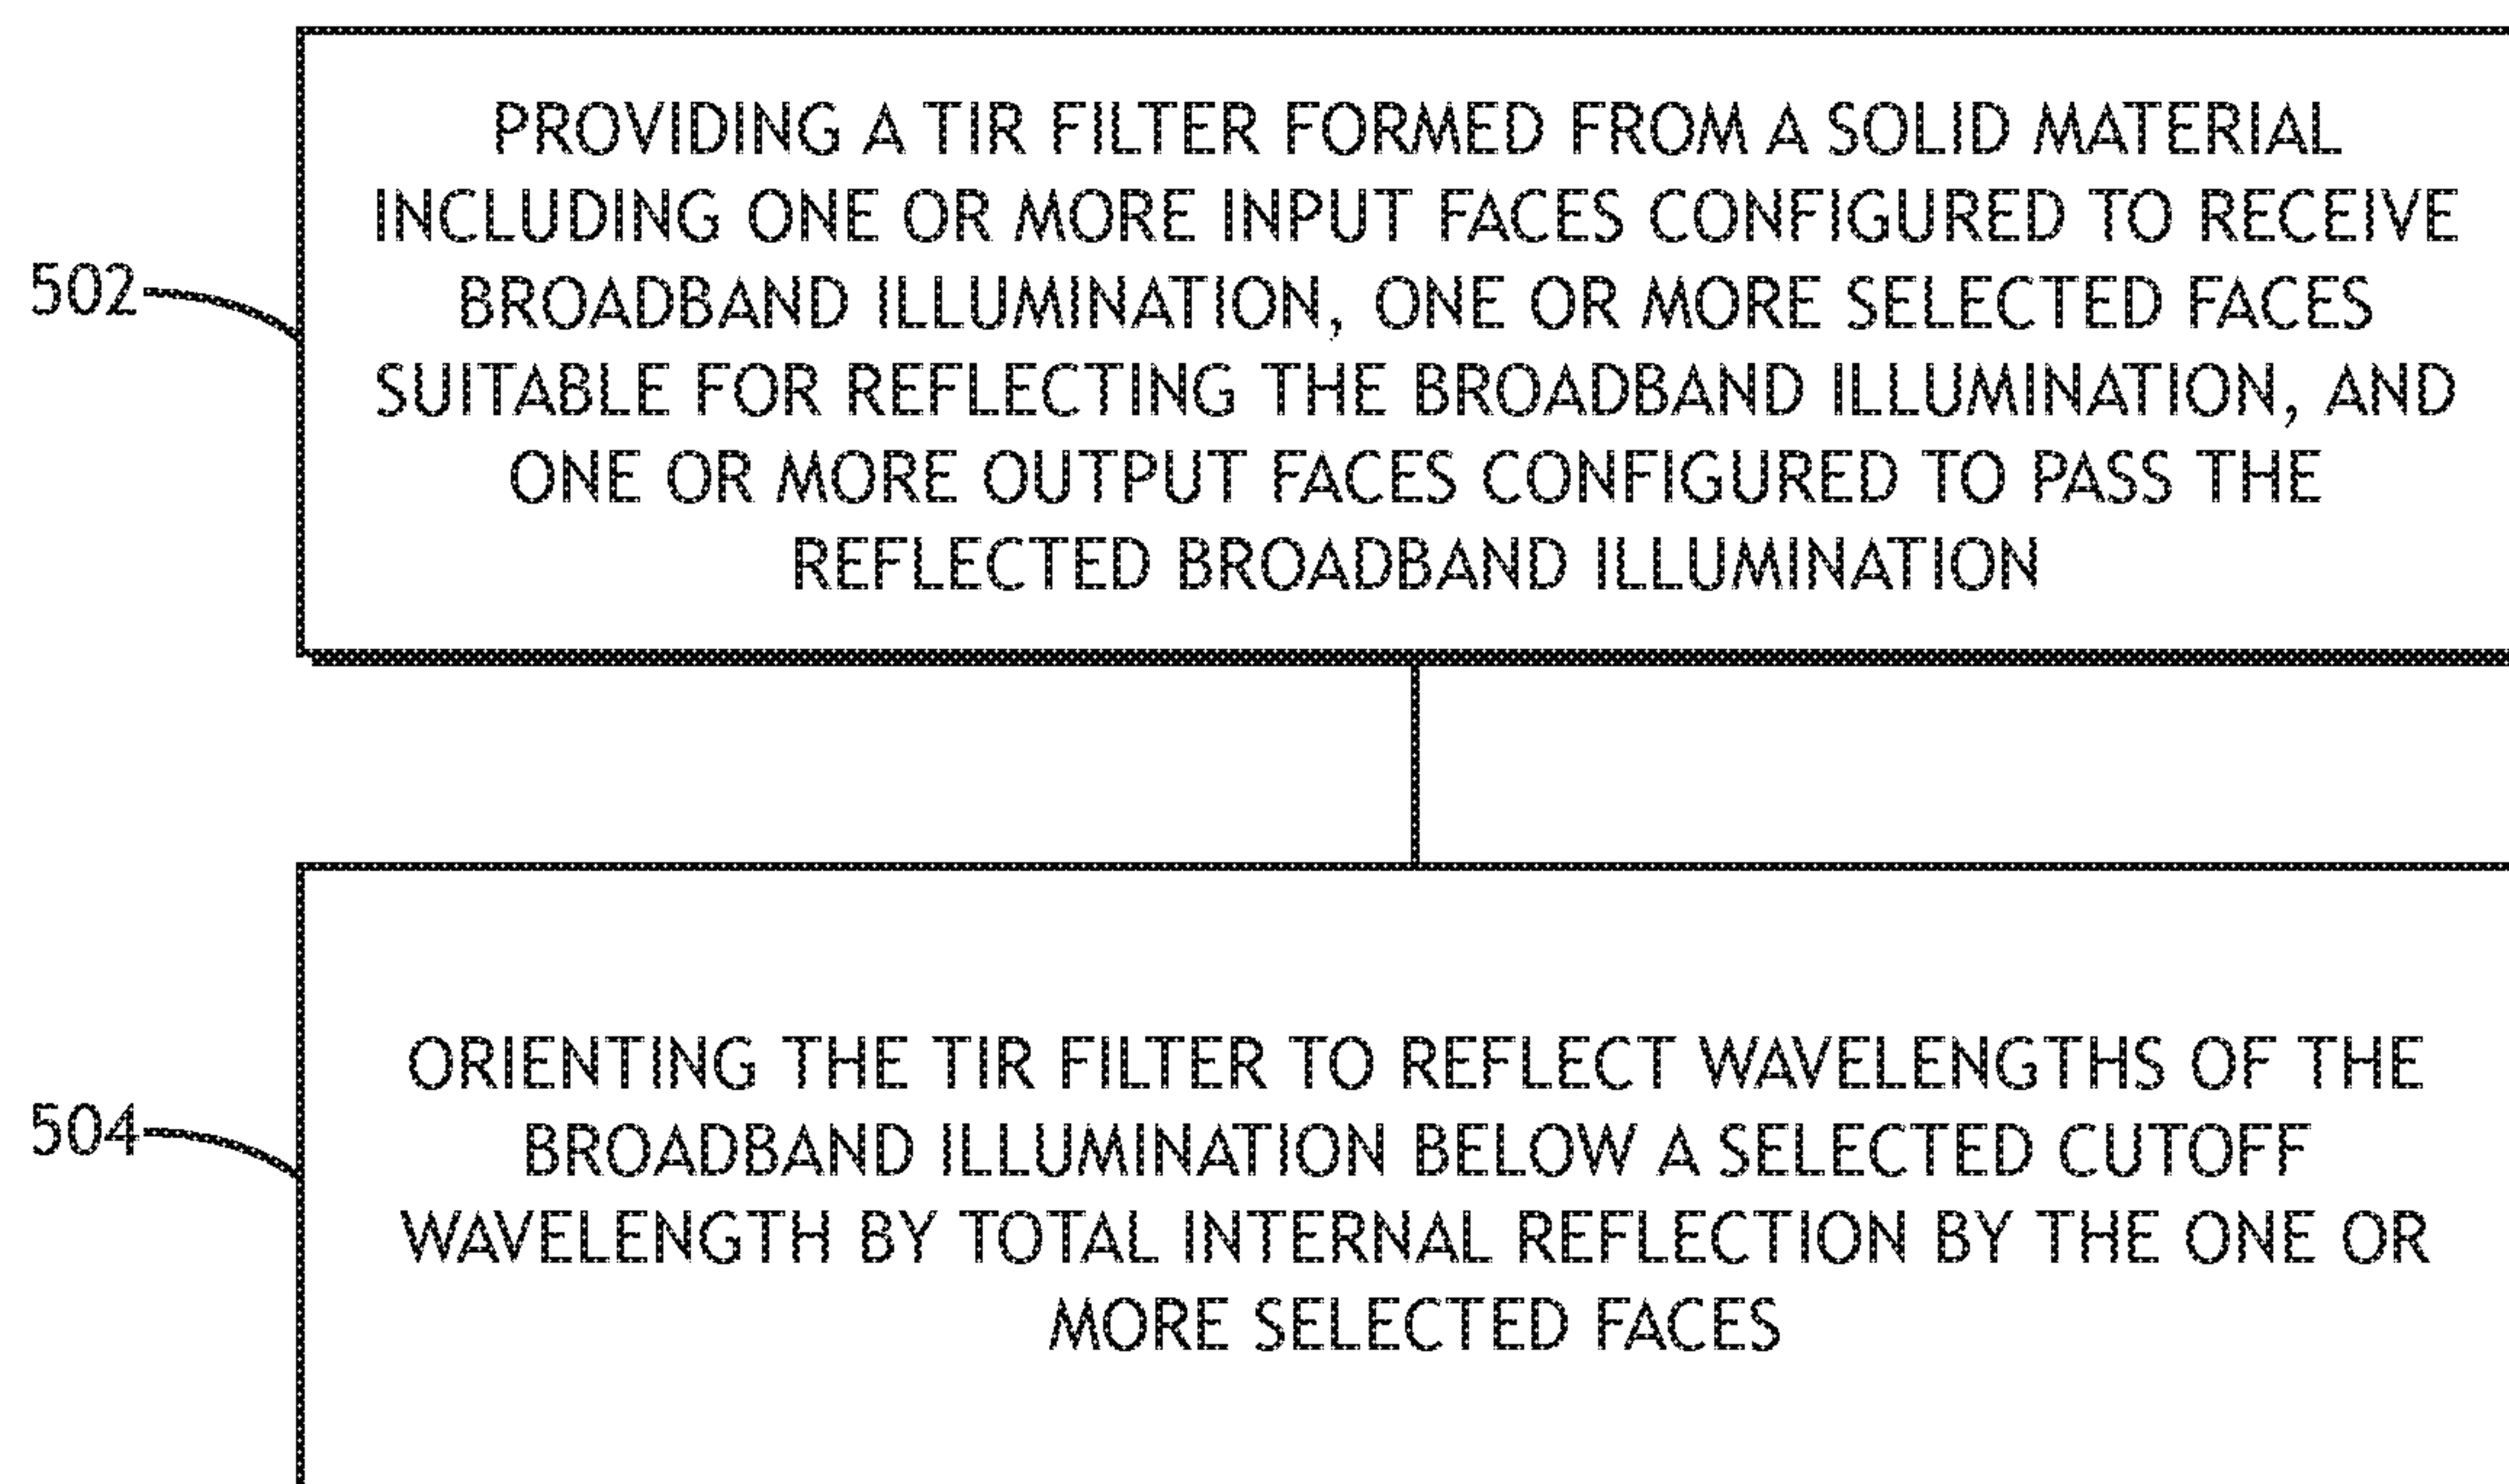 PROVIDING A TIR FILTER FORMED FROM A SOLID MATERIAL
INCLUDING ONE OR MORE INPUT FACES CONFIGURED TO RECEIVE
502
BROADBAND ILLUMINATION, ONE OR MORE SELECTED FACES
SUITABLE FOR REFLECTING THE BROADBAND ILLUMINATION, AND
ONE OR MORE OUTPUT FACES CONFIGURED TO PASS THE
REFLECTED BROADBAND ILLUMINATION
ORIENTING THE TIR FILTER TO REFLECT WAVELENGTHS OF THE
504
BROADBAND ILLUMINATION BELOW A SELECTED CUTOFF
WAVELENGTH BY TOTAL INTERNAL REFLECTION BY THE ONE OR
MORE SELECTED FACES